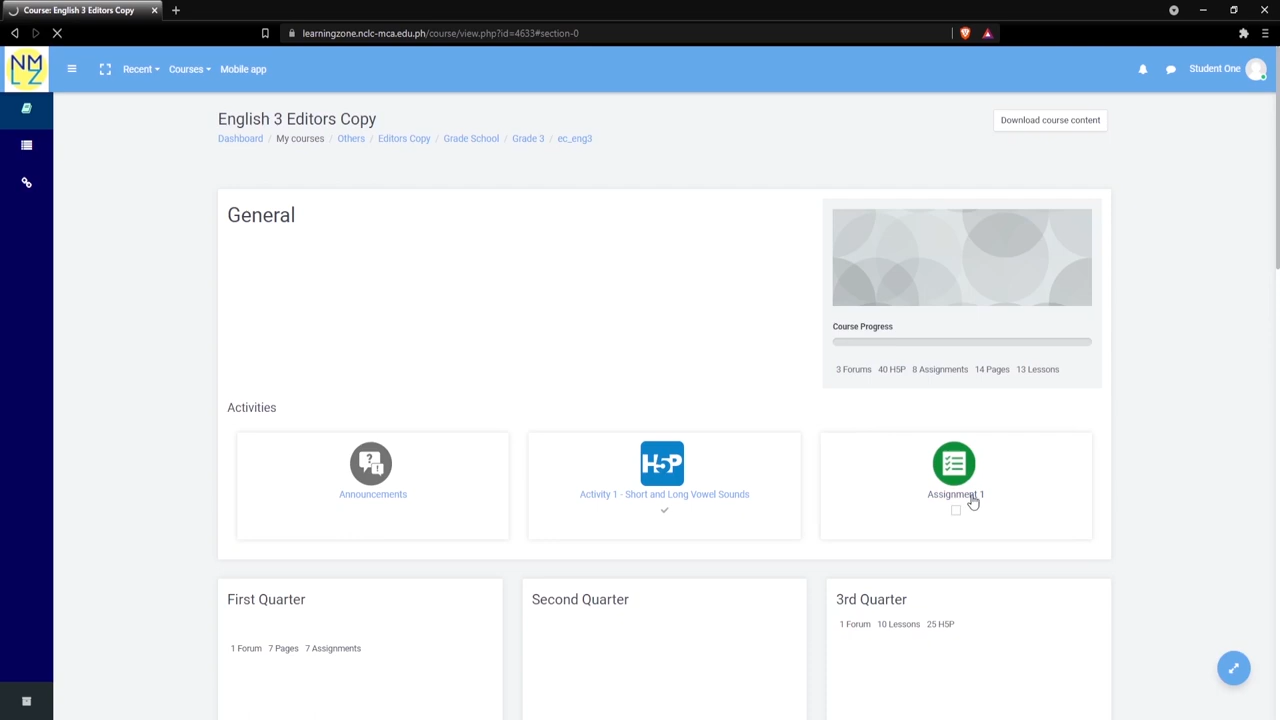 Course: English 3 Editors Copy
learningzone.nclc-mca.edu.ph/course/view.php?id=4633#section-0
NM
LZ
Recent
Courses
Mobile app
Student One
English 3 Editors Copy
Download course content
Dashboard / My courses / Others / Editors Copy / Grade School / Grade 3 / ec_eng3
General
Course Progress
3 Forums 40 H5P 8 Assignments 14 Pages 13 Lessons
Activities
H5P
Announcements
Activity 1 - Short and Long Vowel Sounds
Assignment 1
First Quarter
Second Quarter
3rd Quarter
1 Forum 10 Lessons 25 H5P
1 Forum 7 Pages 7 Assignments